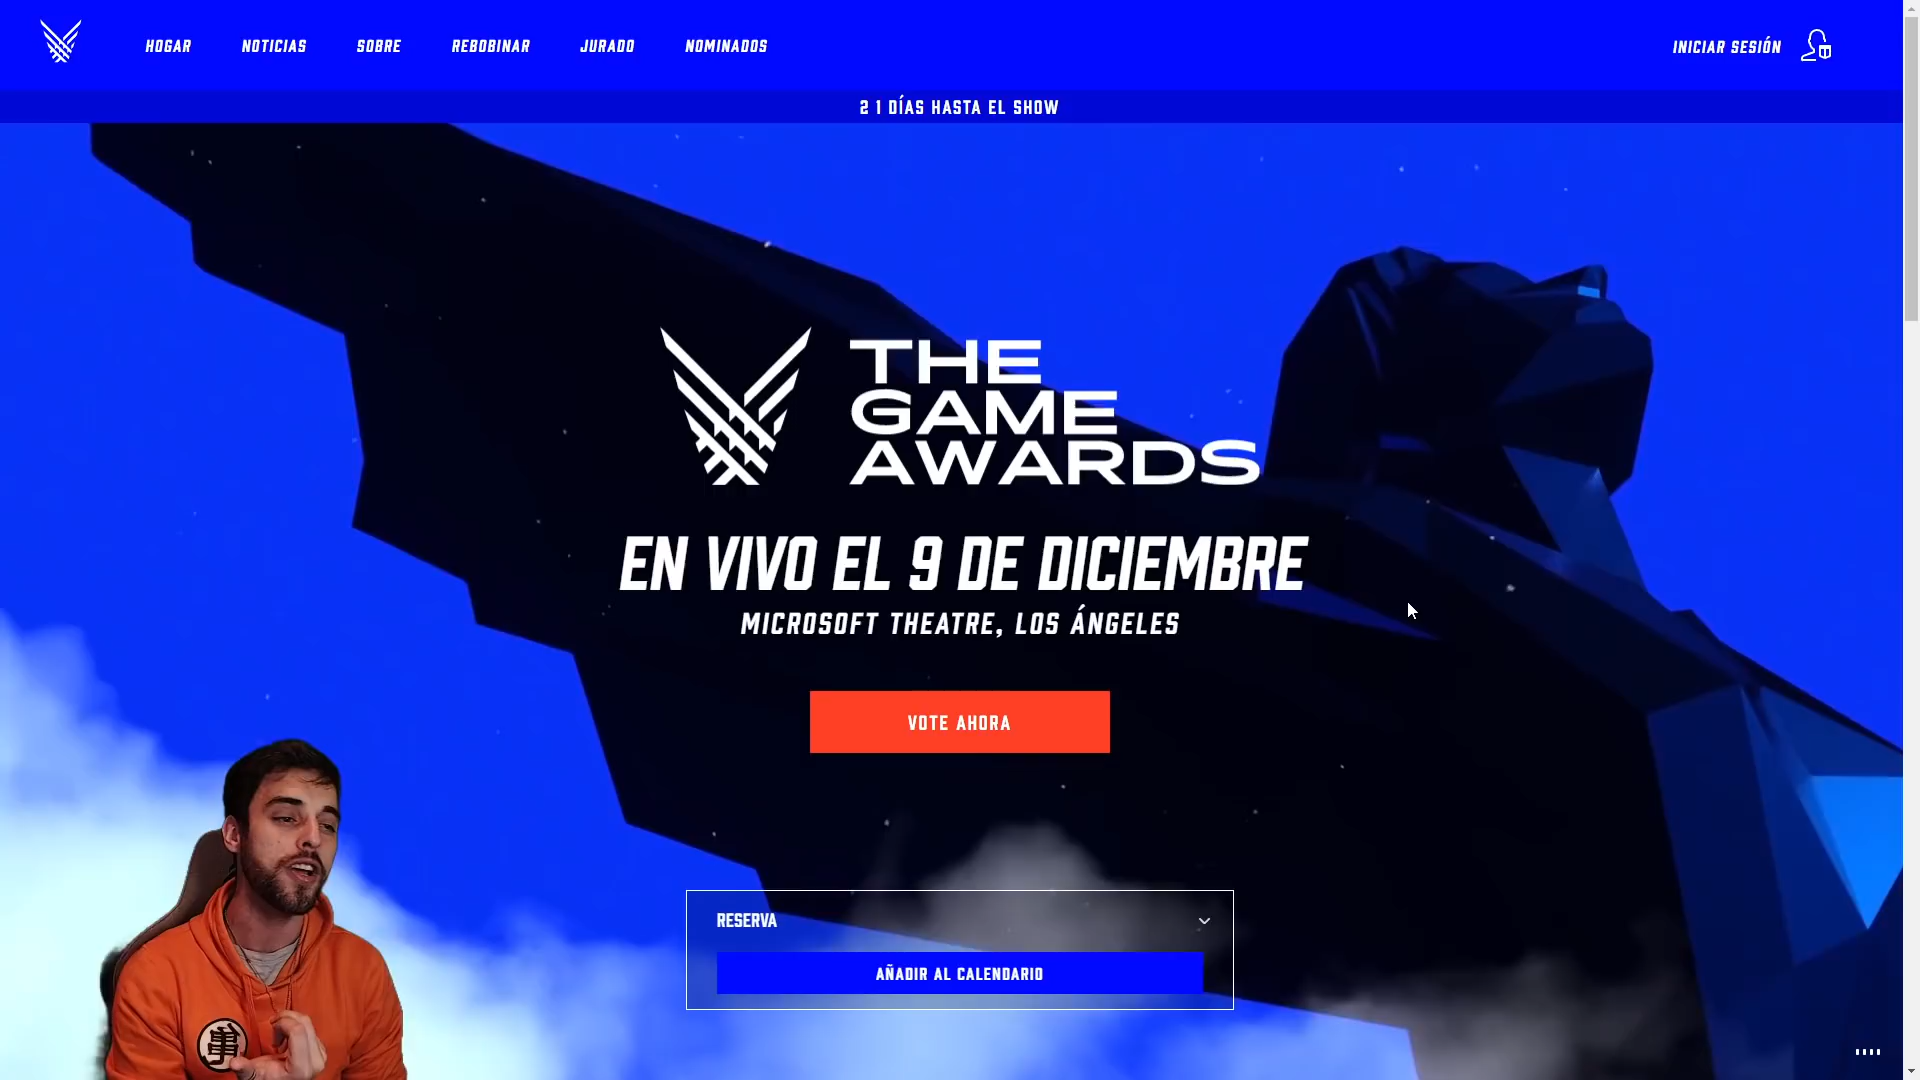 HOGAR
NOTICIAS
SOBRE
REBOBINAR
JURADO
NOMINADOS
INICIAR SESIÓN
2 1 DÍAS HASTA EL SHOW
THE
GAME
AWARDS
EN VIVO EL 9 DE DICIEMBRE
MICROSOFT THEATRE, LOS ÁNGELES
VOTE AHORA
RESERVA
AÑADIR AL CALENDARIO